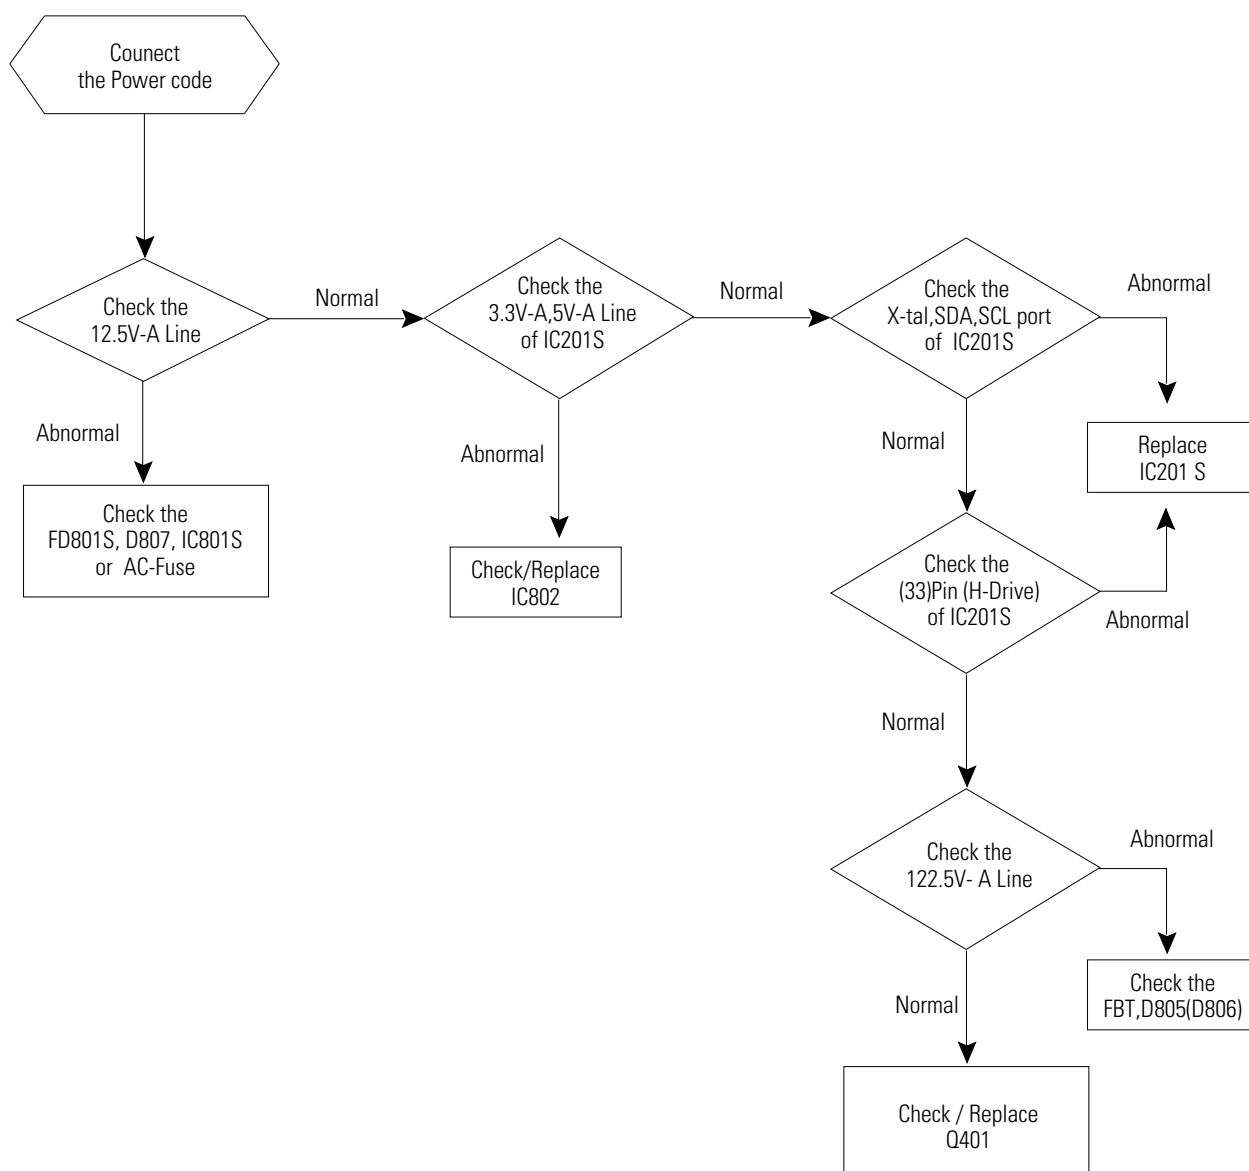 Counect
the Power code
Check the
12.5V-A Line
Normal
Check the
3.3V-A,5V-A Line
of IC201S
Normal
Check the
X-tal,SDA,SCL port
of IC201S
Abnormal
Abnormal
Check the
FD801S, D807, IC801S
or AC-Fuse
Abnormal
Check/Replace
IC802
Normal
Replace
IC201 S
Check the
(33)Pin (H-Drive)
of IC201S
Abnormal
Normal
Check the
122.5V- A Line
Abnormal
Check the
FBT,D805(D806)
Normal
Check / Replace
Q401